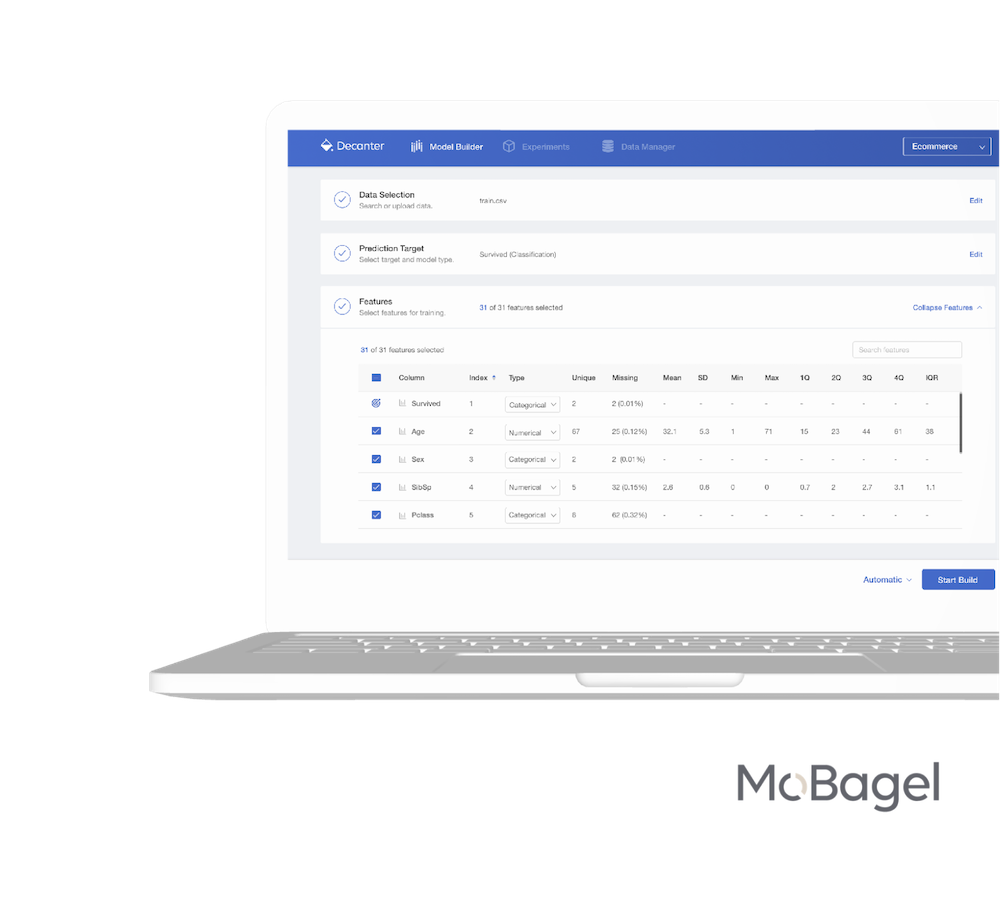 Decanter Model Builder Experiments Data Manager Ecommerce
Data Selection
Search or upload data.
train.csv
Edit
Prediction Target
Select target and model type.
Survived (Classification)
Edit
Features
Select features for training.
31 of 31 features selected
Collapse Features
31 of 31 features selected
Search features
Column Index Type Unique Missing Mean SD Min Max 1Q 2Q 3Q 4Q IQR
Survived 1 Categorical 2 2 (0.01%) - - - - - - - - -
Age 2 Numerical 67 25 (0.12%) 32.1 5.3 1 71 15 23 44 61 38
Sex 3 Categorical 2 2 (0.01%) - - - - - - - - -
SibSp 4 Numerical 5 32 (0.15%) 2.6 0.6 0 0 0.7 2 2.7 3.1 1.1
Pclass 5 Categorical 8 62 (0.32%) - - - - - - - - -
Automatic Start Build
MoBagel